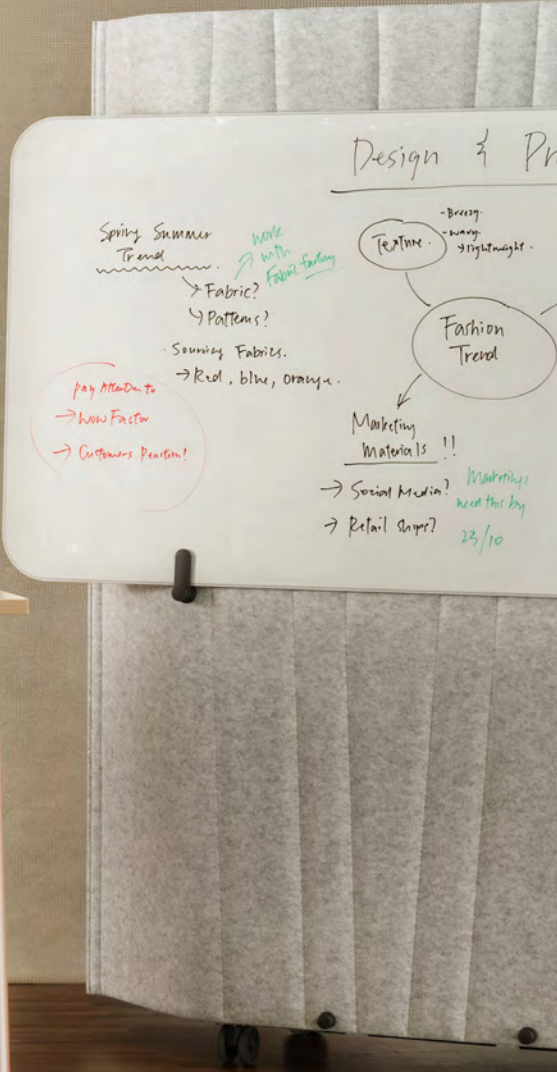 Design & Pr
Spring Summer
Trend
→ Fabric?
→ Patterns?
work
with
Fabric factory
· Sourcing Fabrics.
→ Red, blue, orange.
pay Attention to
→ Wow Factor
→ Customers Reaction!
Texture.
- Breezy.
- wavy.
→ lightweight.
Fashion
Trend
Marketing
Materials !!
→ Social Media?
→ Retail shops?
Marketing
need this by
23/10